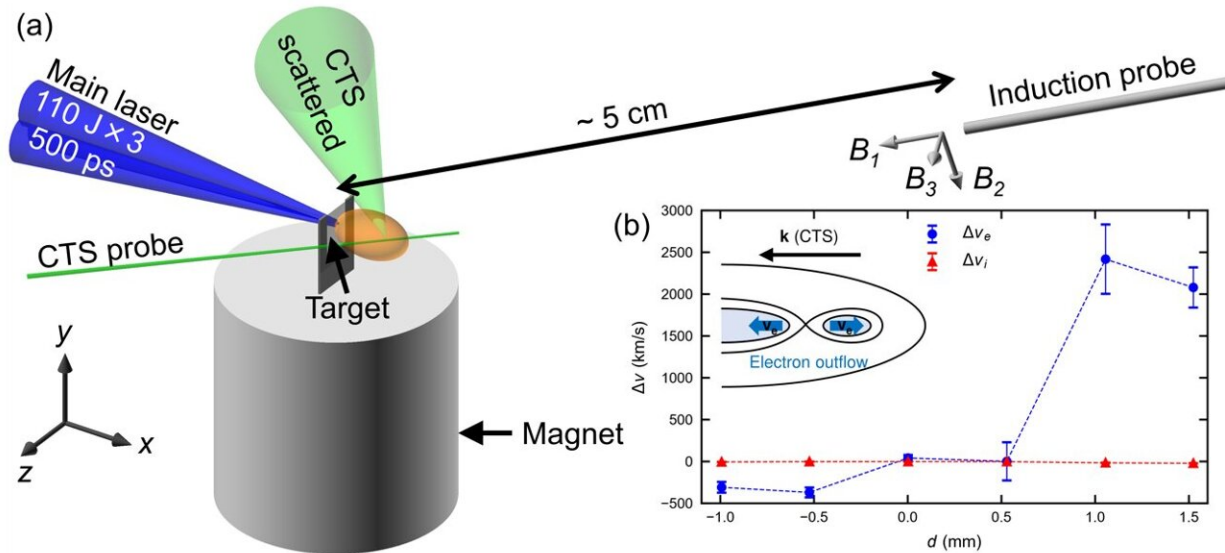 (a)
Main laser
110 J × 3
500 ps
CTS
scattered
~ 5 cm
Induction probe
B1
B3
B2
CTS probe
Target
Magnet
y
x
z
(b)
k (CTS)
Δve
Δvi
ve
ve
Electron outflow
Δv (km/s)
3000
2500
2000
1500
1000
500
0
−500
−1.0
−0.5
0.0
0.5
1.0
1.5
d (mm)